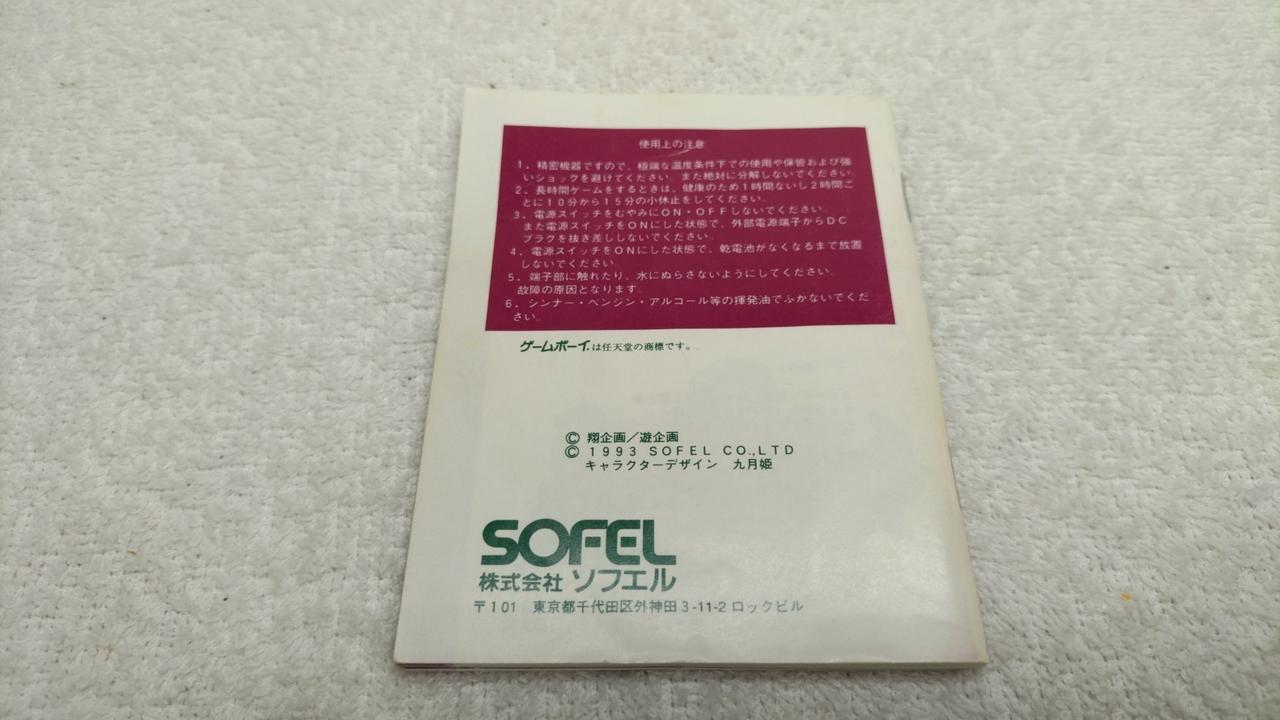 使用上の注意
1．精密機器ですので、極端な温度条件下での使用や保管および強
いショックを避けてください。また絶対に分解しないでください。
2．長時間ゲームをするときは、健康のため1時間ないし2時間ご
とに10分から15分の小休止をしてください。
3．電源スイッチをむやみにON・OFFしないでください。
また電源スイッチをONにした状態で、外部電源端子からDC
プラグを抜き差ししないでください。
4．電源スイッチをONにした状態で、乾電池がなくなるまで放置
しないでください。
5．端子部に触れたり、水にぬらさないようにしてください。
故障の原因となります。
6．シンナー・ベンジン・アルコール等の揮発油でふかないでくだ
さい。
ゲームボーイは任天堂の商標です。
© 翔企画／遊企画
© 1993 SOFEL CO.,LTD
キャラクターデザイン 九月姫
SOFEL
株式会社 ソフエル
〒101 東京都千代田区外神田3-11-2ロックビル